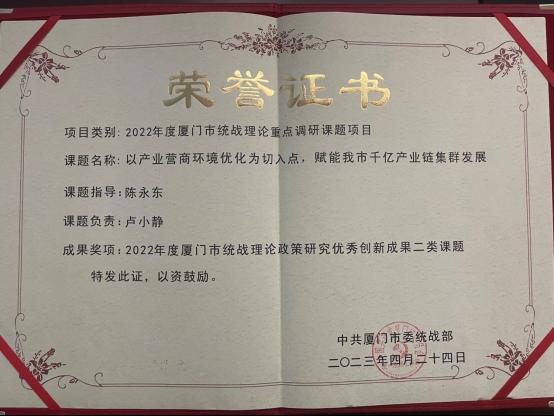 荣誉证书
项目类别: 2022年度厦门市统战理论重点调研课题项目
课题名称: 以产业营商环境优化为切入点，赋能我市千亿产业链集群发展
课题指导: 陈永东
课题负责: 卢小静
成果奖项: 2022年度厦门市统战理论政策研究优秀创新成果二类课题
特发此证，以资鼓励。
中共厦门市委统战部
二〇二三年四月二十四日